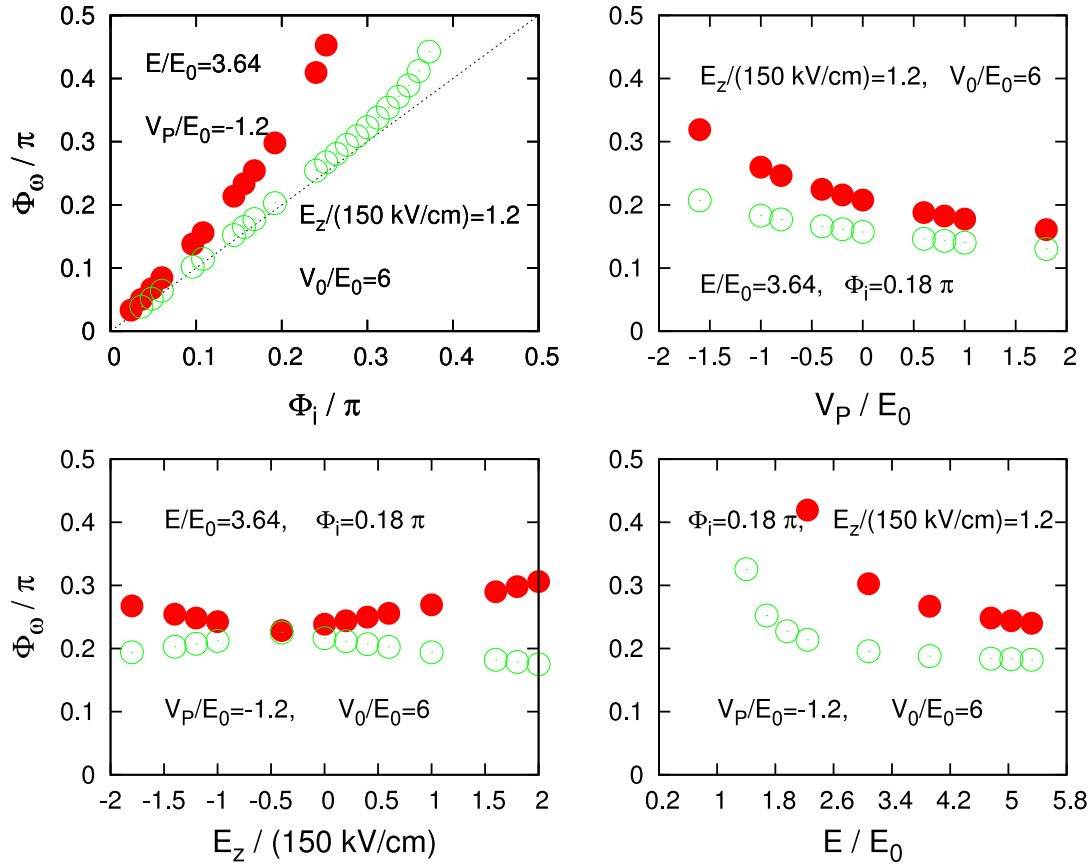 0.5
0.4
0.3
0.2
0.1
0
Φω / π
E/E0=3.64
VP/E0=-1.2
Ez/(150 kV/cm)=1.2
V0/E0=6
0 0.1 0.2 0.3 0.4 0.5
Φi / π
0.5
0.4
0.3
0.2
0.1
0
Ez/(150 kV/cm)=1.2, V0/E0=6
E/E0=3.64, Φi=0.18 π
-2 -1.5 -1 -0.5 0 0.5 1 1.5 2
VP / E0
0.5
0.4
0.3
0.2
0.1
0
Φω / π
E/E0=3.64, Φi=0.18 π
VP/E0=-1.2, V0/E0=6
-2 -1.5 -1 -0.5 0 0.5 1 1.5 2
Ez / (150 kV/cm)
0.5
0.4
0.3
0.2
0.1
0
Φi=0.18 π, Ez/(150 kV/cm)=1.2
VP/E0=-1.2, V0/E0=6
0.2 1 1.8 2.6 3.4 4.2 5 5.8
E / E0